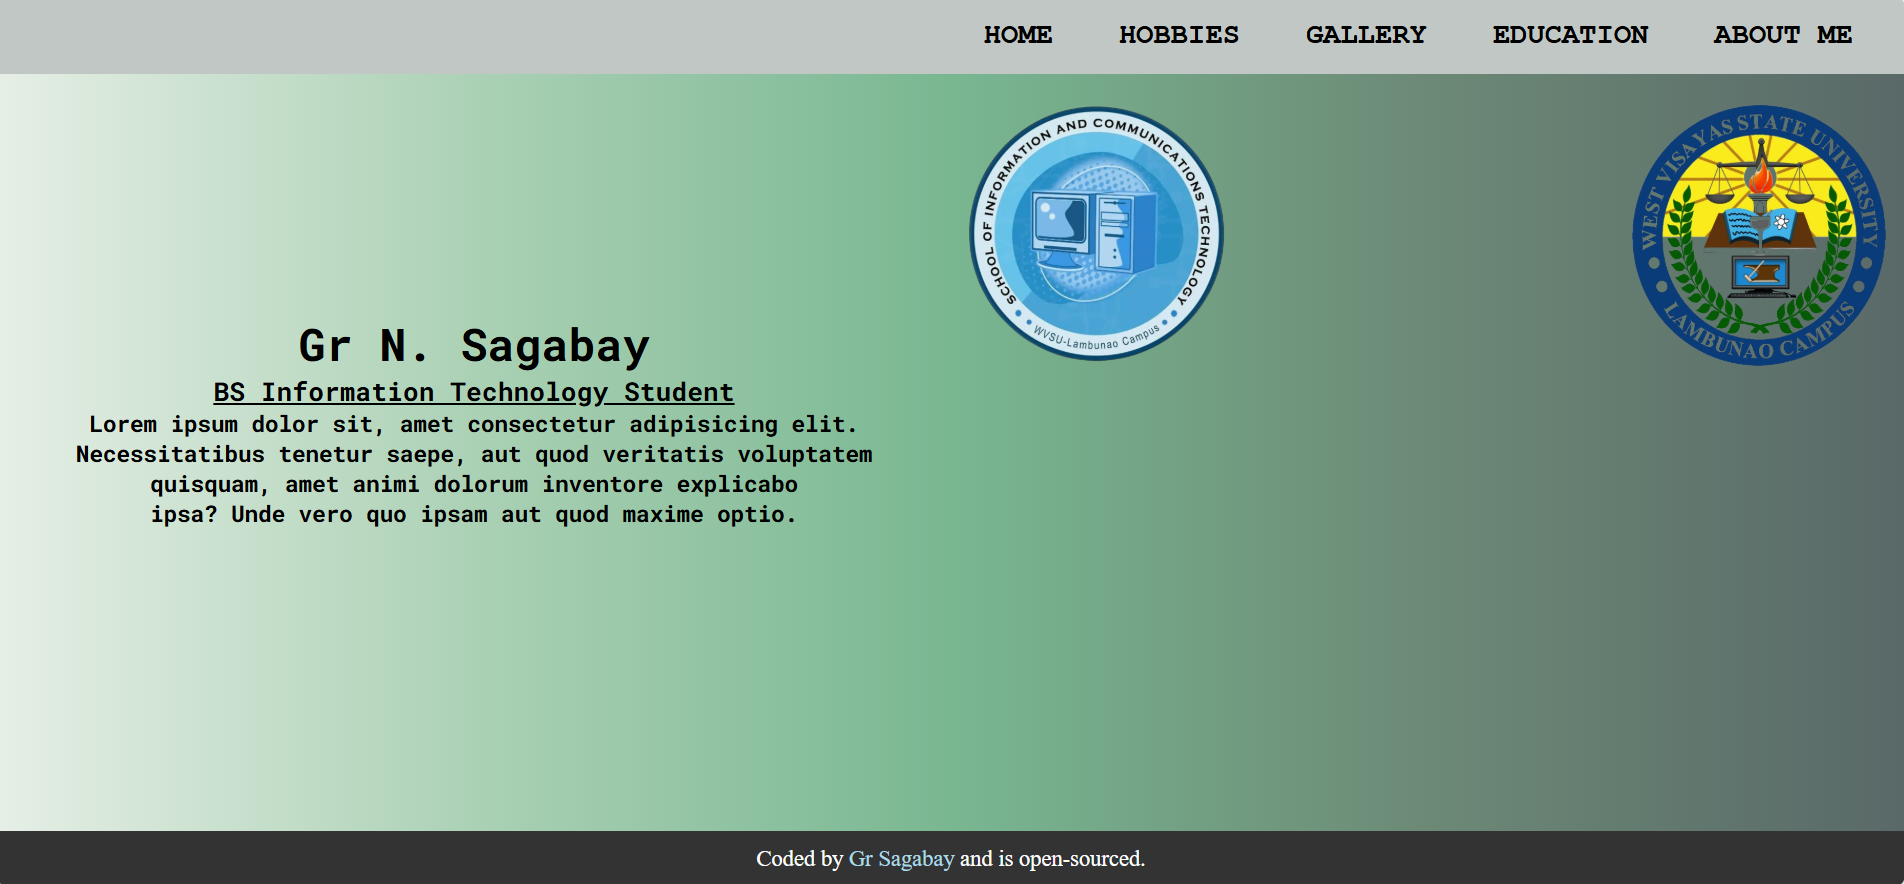 HOME HOBBIES GALLERY EDUCATION ABOUT ME
SCHOOL OF INFORMATION AND COMMUNICATIONS TECHNOLOGY
WVSU-Lambunao Campus
WEST VISAYAS STATE UNIVERSITY
LAMBUNAO CAMPUS
Gr N. Sagabay
BS Information Technology Student
Lorem ipsum dolor sit, amet consectetur adipisicing elit.
Necessitatibus tenetur saepe, aut quod veritatis voluptatem
quisquam, amet animi dolorum inventore explicabo
ipsa? Unde vero quo ipsam aut quod maxime optio.
Coded by Gr Sagabay and is open-sourced.